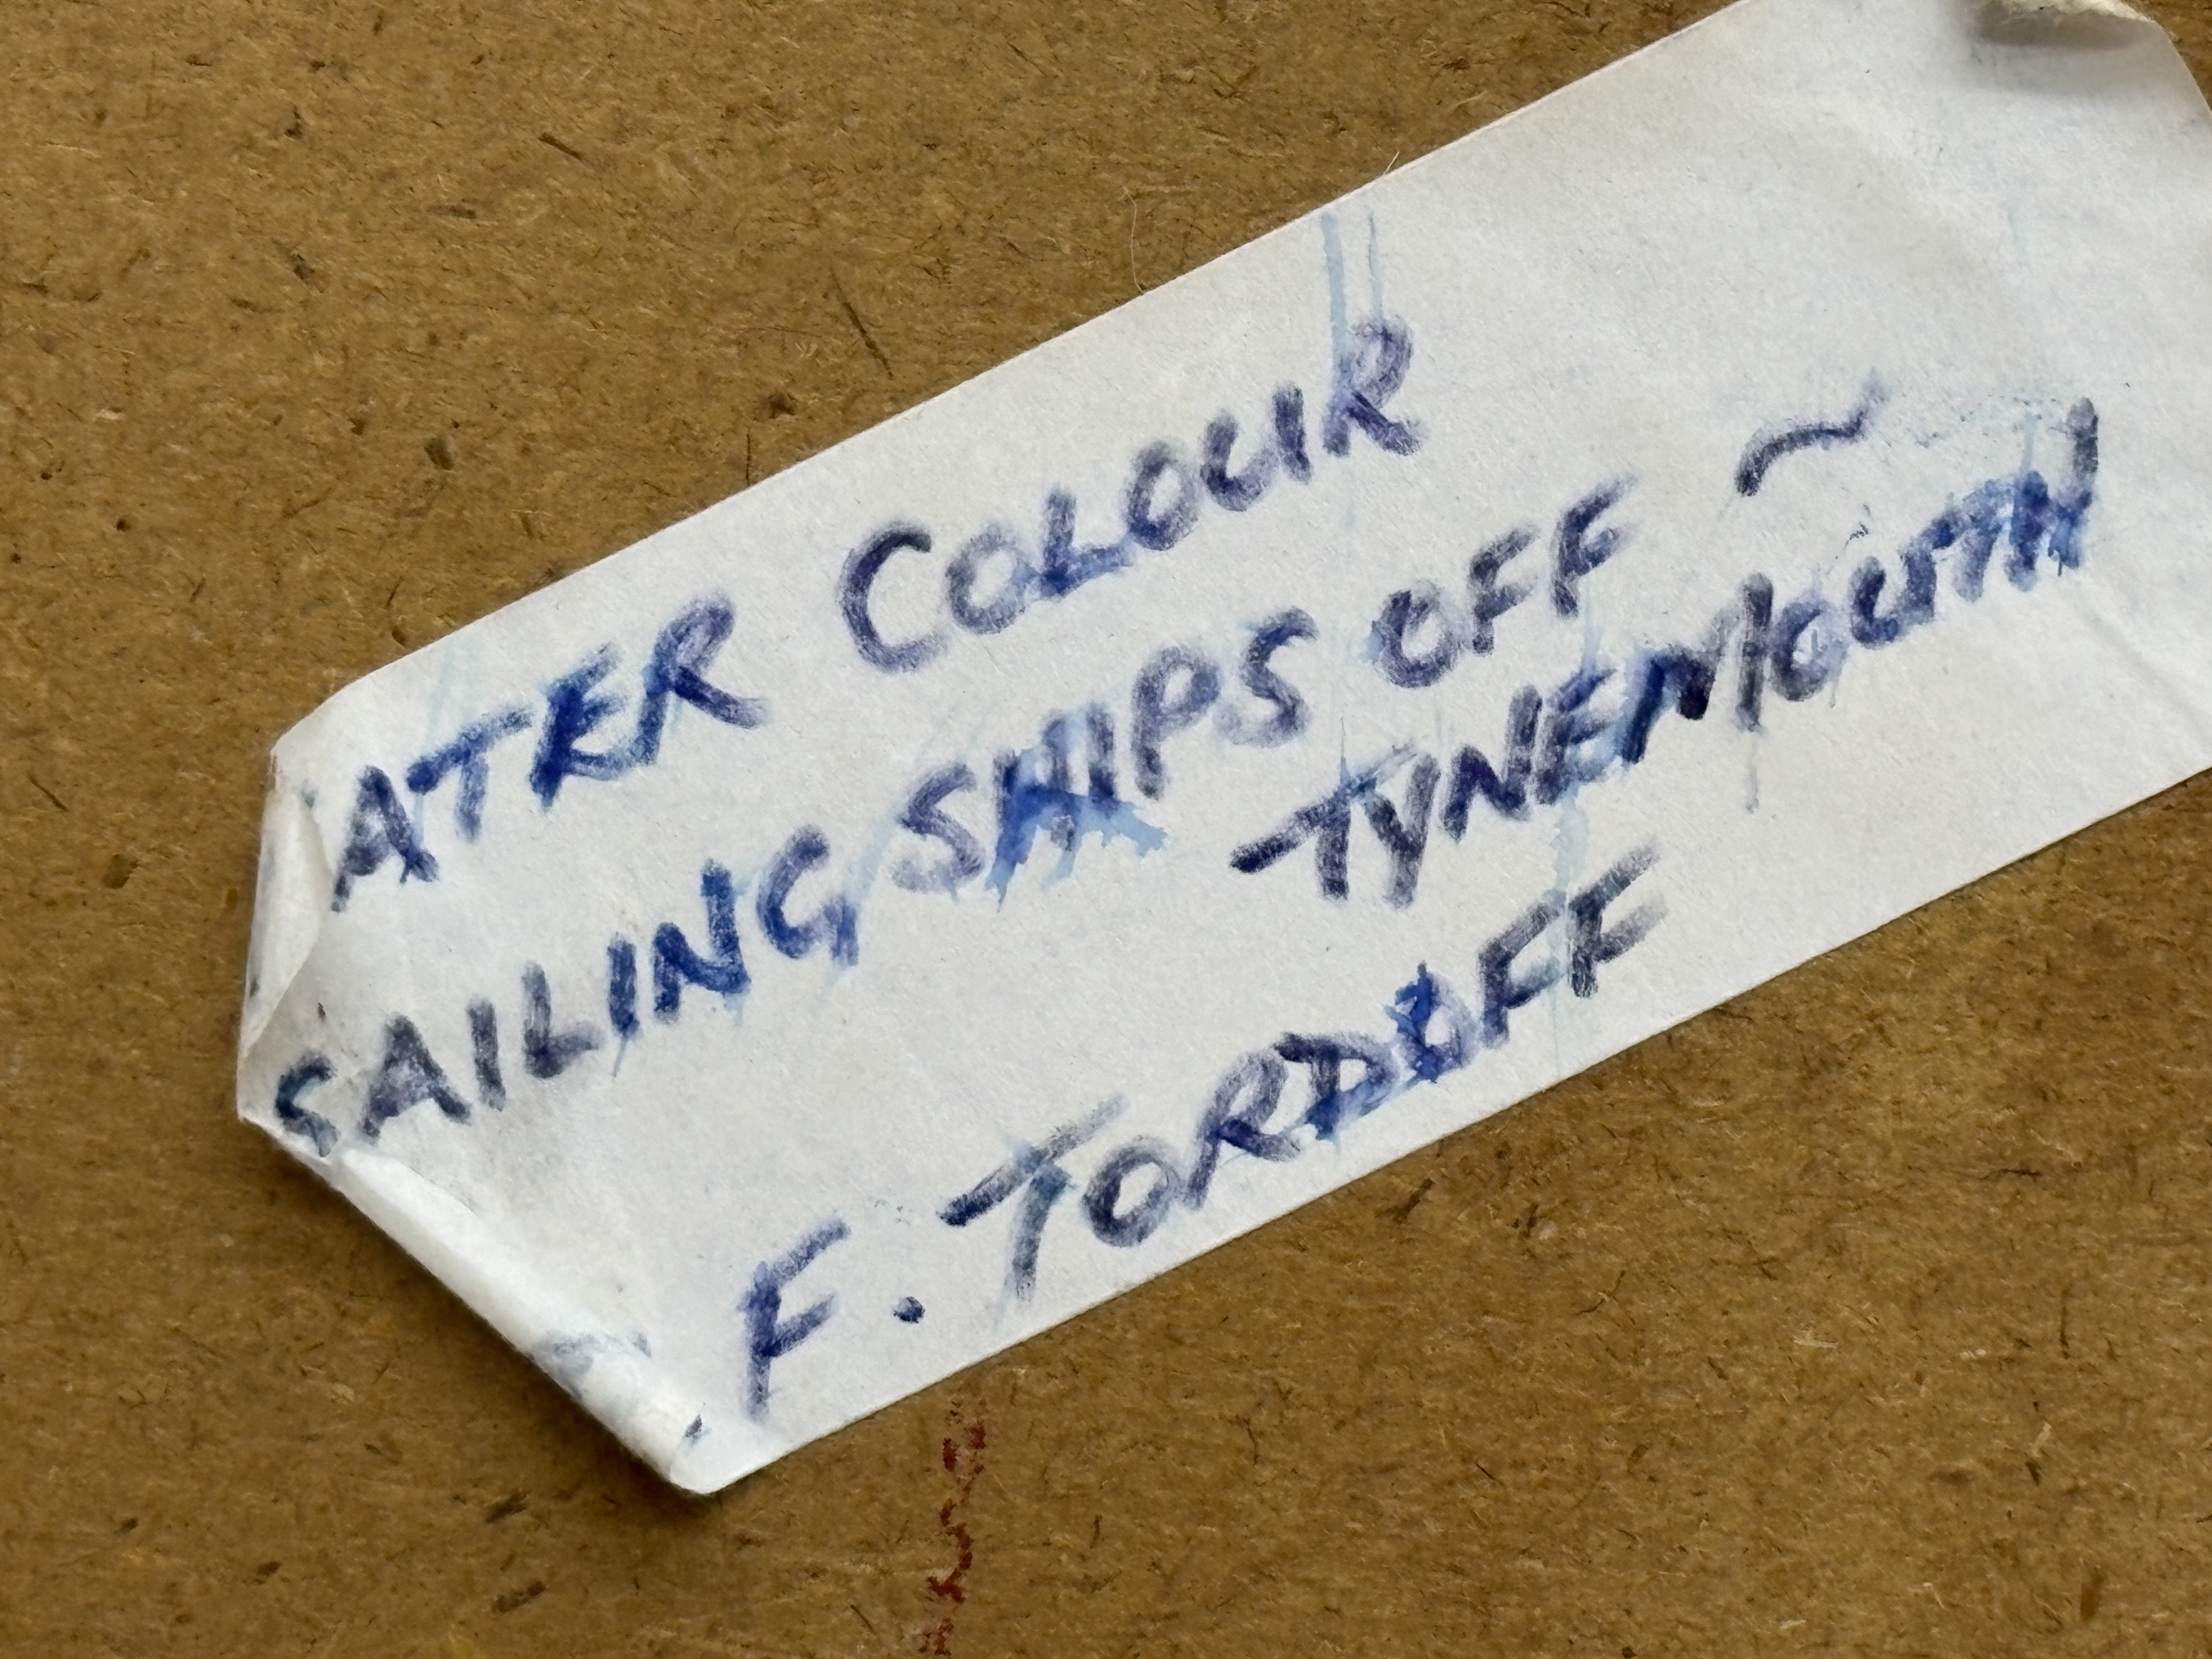 ATER COLOUR
SAILING SHIPS OFF ~
TYNEMOUTH
F. TORDOFF